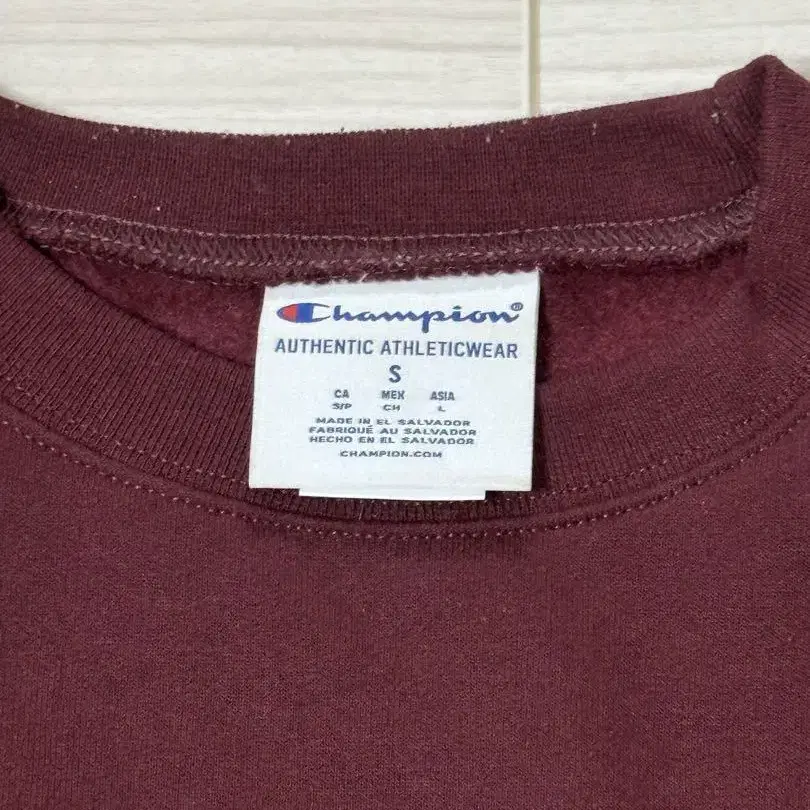 Champion®
AUTHENTIC ATHLETICWEAR
S
CA MEX ASIA
S/P CH L
MADE IN EL SALVADOR
FABRIQUÉ AU SALVADOR
HECHO EN EL SALVADOR
CHAMPION.COM